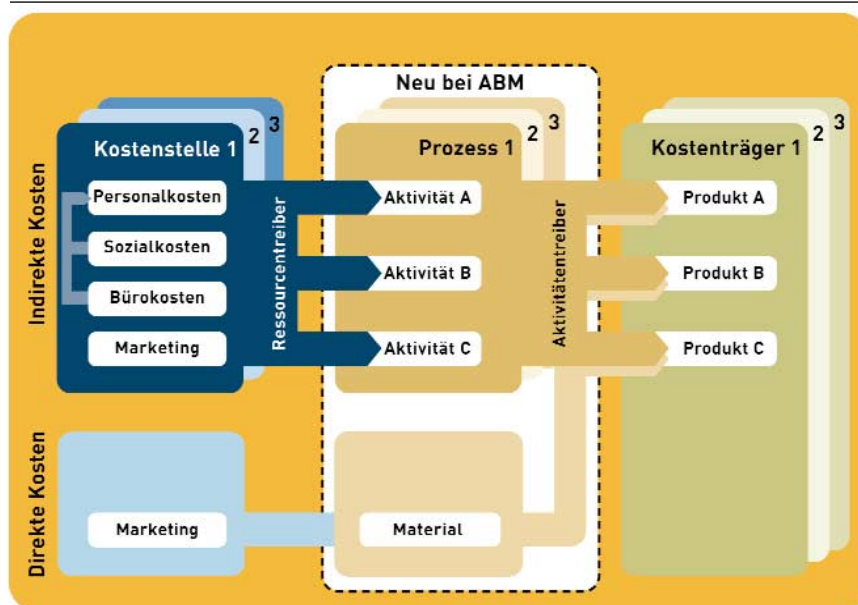 Neu bei ABM
Indirekte Kosten
Kostenstelle 1
2
3
Personalkosten
Sozialkosten
Bürokosten
Marketing
Ressourcentreiber
Prozess 1
2
3
Aktivität A
Aktivität B
Aktivität C
Aktivitätentreiber
Kostenträger 1
2
3
Produkt A
Produkt B
Produkt C
Direkte Kosten
Marketing
Material